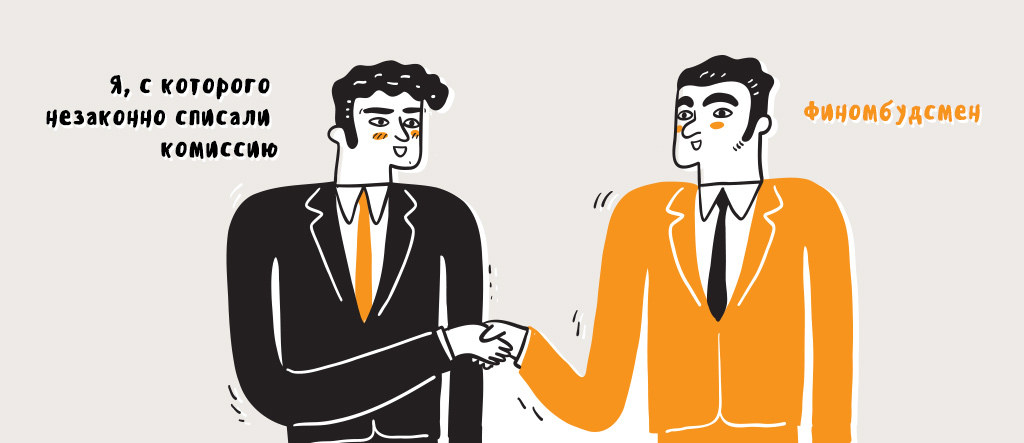 Я, с которого
незаконно списали
комиссию
Финомбудсмен